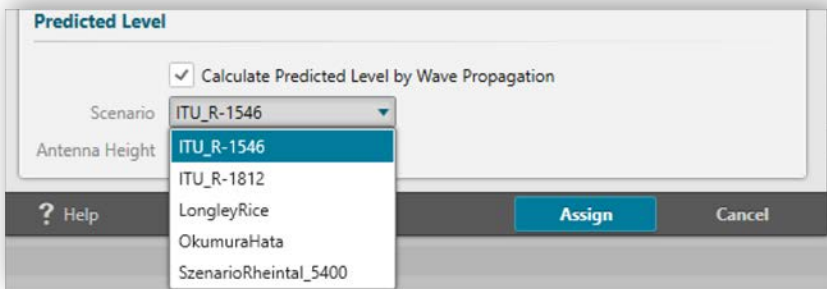 Predicted Level
Calculate Predicted Level by Wave Propagation
Scenario ITU_R-1546
Antenna Height ITU_R-1546
ITU_R-1812
LongleyRice
OkumuraHata
SzenarioRheintal_5400
? Help Assign Cancel